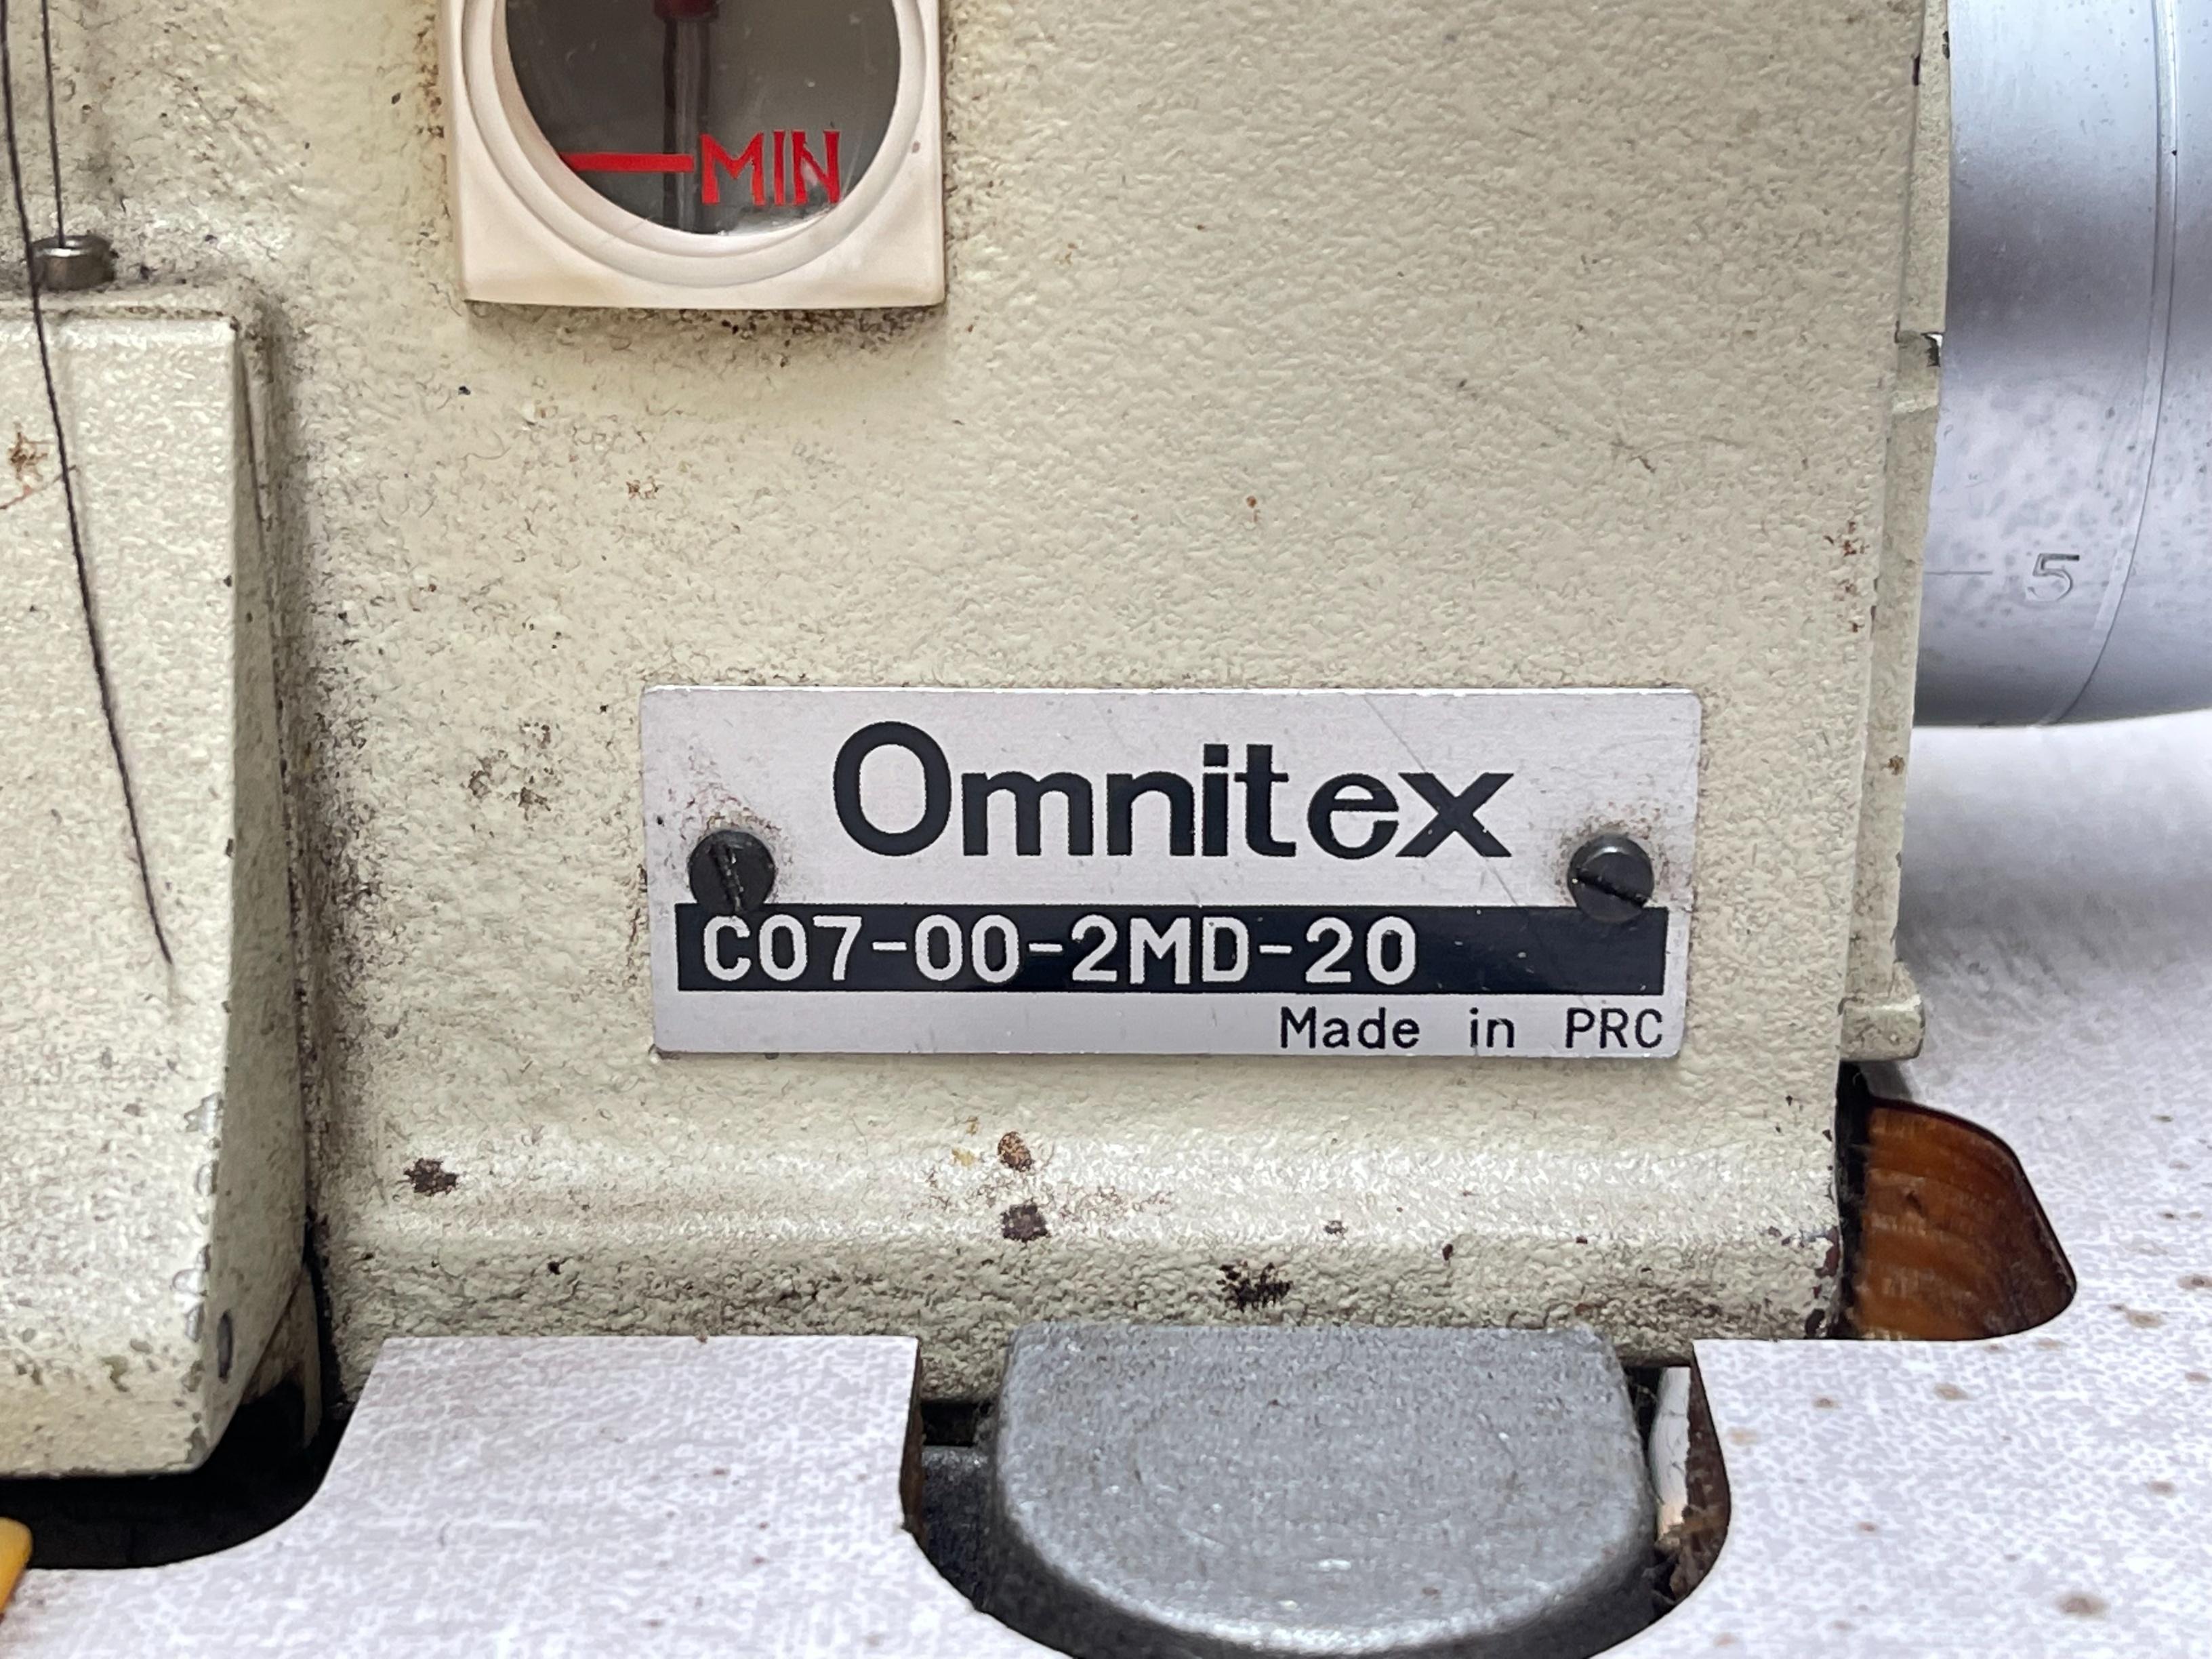 MIN
5
Omnitex
C07-00-2MD-20
Made in PRC